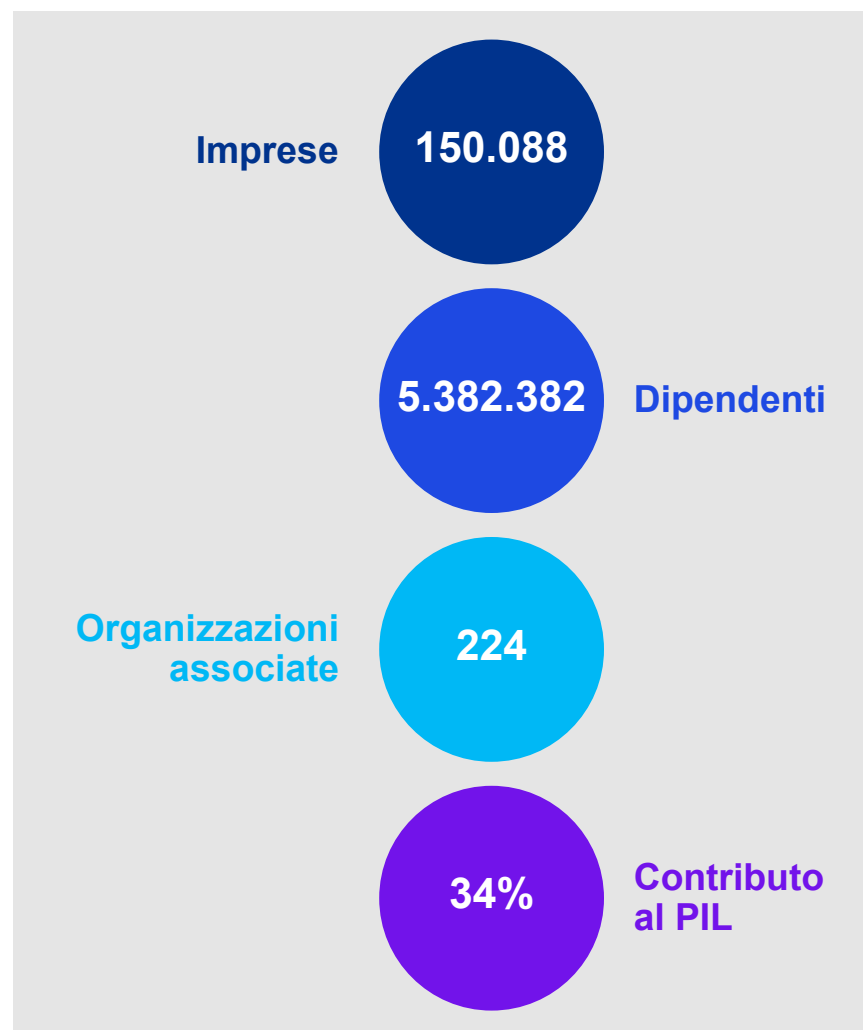 Imprese
150.088
5.382.382
Dipendenti
Organizzazioni
associate
224
34%
Contributo
al PIL